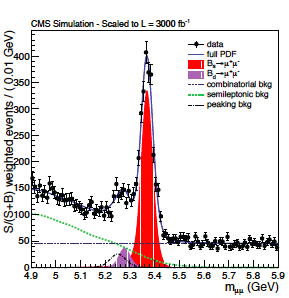 CMS Simulation - Scaled to L = 3000 fb⁻¹
S/(S+B) weighted events / ( 0.01 GeV)
450
400
350
300
250
200
150
100
50
0
data
full PDF
Bₛ→μ⁺μ⁻
B_d→μ⁺μ⁻
combinatorial bkg
semileptonic bkg
peaking bkg
4.9 5 5.1 5.2 5.3 5.4 5.5 5.6 5.7 5.8 5.9
m_μμ (GeV)